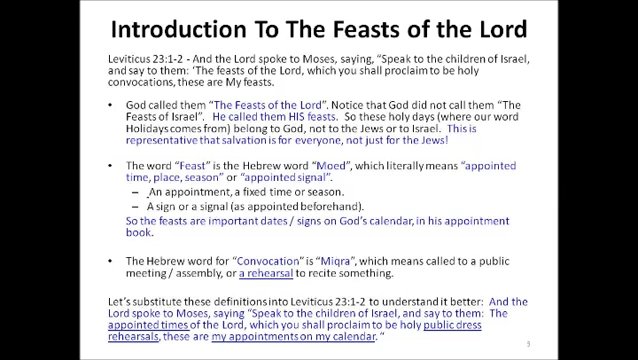 Introduction To The Feasts of the Lord
Leviticus 23:1-2 - And the Lord spoke to Moses, saying, “Speak to the children of Israel,
and say to them: ‘The feasts of the Lord, which you shall proclaim to be holy
convocations, these are My feasts.
• God called them “The Feasts of the Lord”. Notice that God did not call them “The
Feasts of Israel”. He called them HIS feasts. So these holy days (where our word
Holidays comes from) belong to God, not to the Jews or to Israel. This is
representative that salvation is for everyone, not just for the Jews!
• The word “Feast” is the Hebrew word “Moed”, which literally means “appointed
time, place, season” or “appointed signal”.
– An appointment, a fixed time or season.
– A sign or a signal (as appointed beforehand).
So the feasts are important dates / signs on God’s calendar, in his appointment
book.
• The Hebrew word for “Convocation” is “Miqra”, which means called to a public
meeting / assembly, or a rehearsal to recite something.
Let’s substitute these definitions into Leviticus 23:1-2 to understand it better: And the
Lord spoke to Moses, saying “Speak to the children of Israel, and say to them: The
appointed times of the Lord, which you shall proclaim to be holy public dress
rehearsals, these are my appointments on my calendar.”